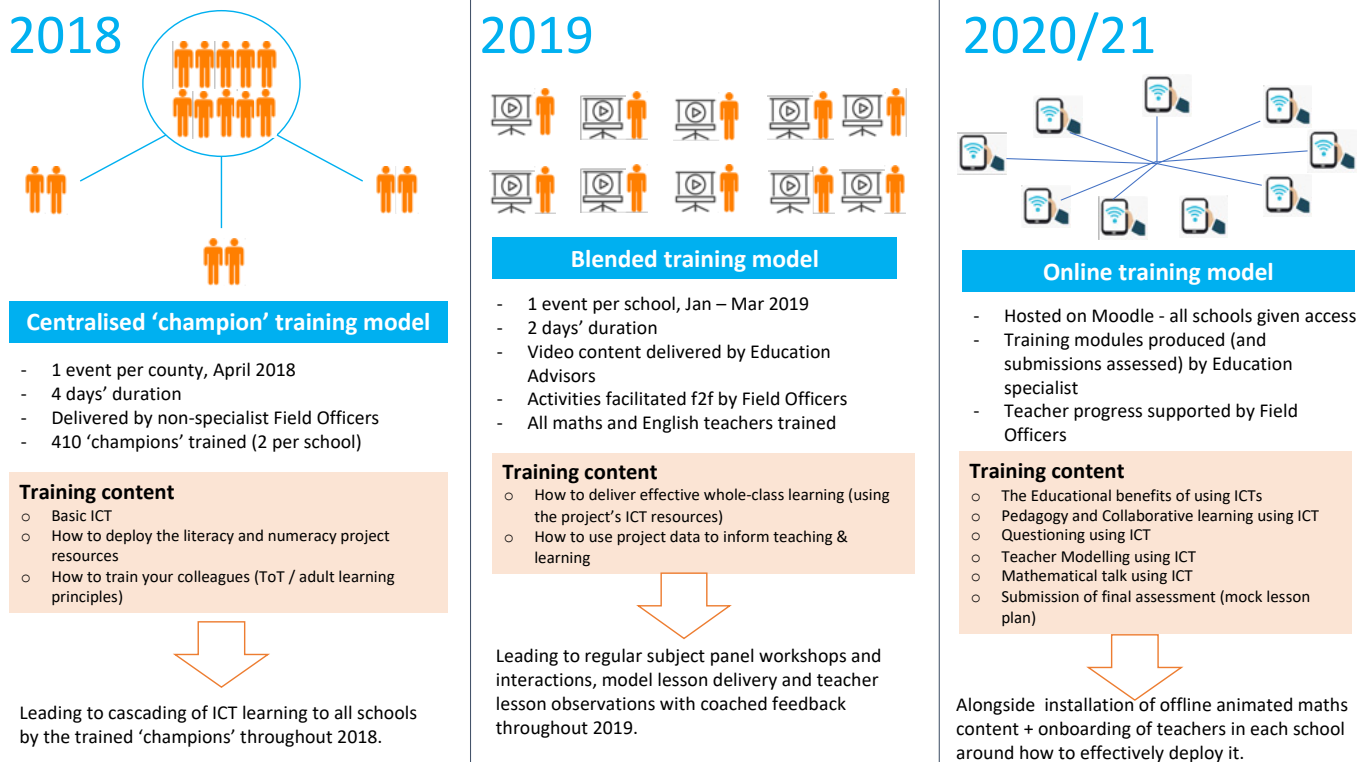 2018
Centralised ‘champion’ training model
- 1 event per county, April 2018
- 4 days’ duration
- Delivered by non-specialist Field Officers
- 410 ‘champions’ trained (2 per school)
Training content
o Basic ICT
o How to deploy the literacy and numeracy project
resources
o How to train your colleagues (ToT / adult learning
principles)
Leading to cascading of ICT learning to all schools
by the trained ‘champions’ throughout 2018.
2019
Blended training model
- 1 event per school, Jan – Mar 2019
- 2 days’ duration
- Video content delivered by Education
Advisors
- Activities facilitated f2f by Field Officers
- All maths and English teachers trained
Training content
o How to deliver effective whole-class learning (using
the project’s ICT resources)
o How to use project data to inform teaching &
learning
Leading to regular subject panel workshops and
interactions, model lesson delivery and teacher
lesson observations with coached feedback
throughout 2019.
2020/21
Online training model
- Hosted on Moodle - all schools given access
- Training modules produced (and
submissions assessed) by Education
specialist
- Teacher progress supported by Field
Officers
Training content
o The Educational benefits of using ICTs
o Pedagogy and Collaborative learning using ICT
o Questioning using ICT
o Teacher Modelling using ICT
o Mathematical talk using ICT
o Submission of final assessment (mock lesson
plan)
Alongside installation of offline animated maths
content + onboarding of teachers in each school
around how to effectively deploy it.